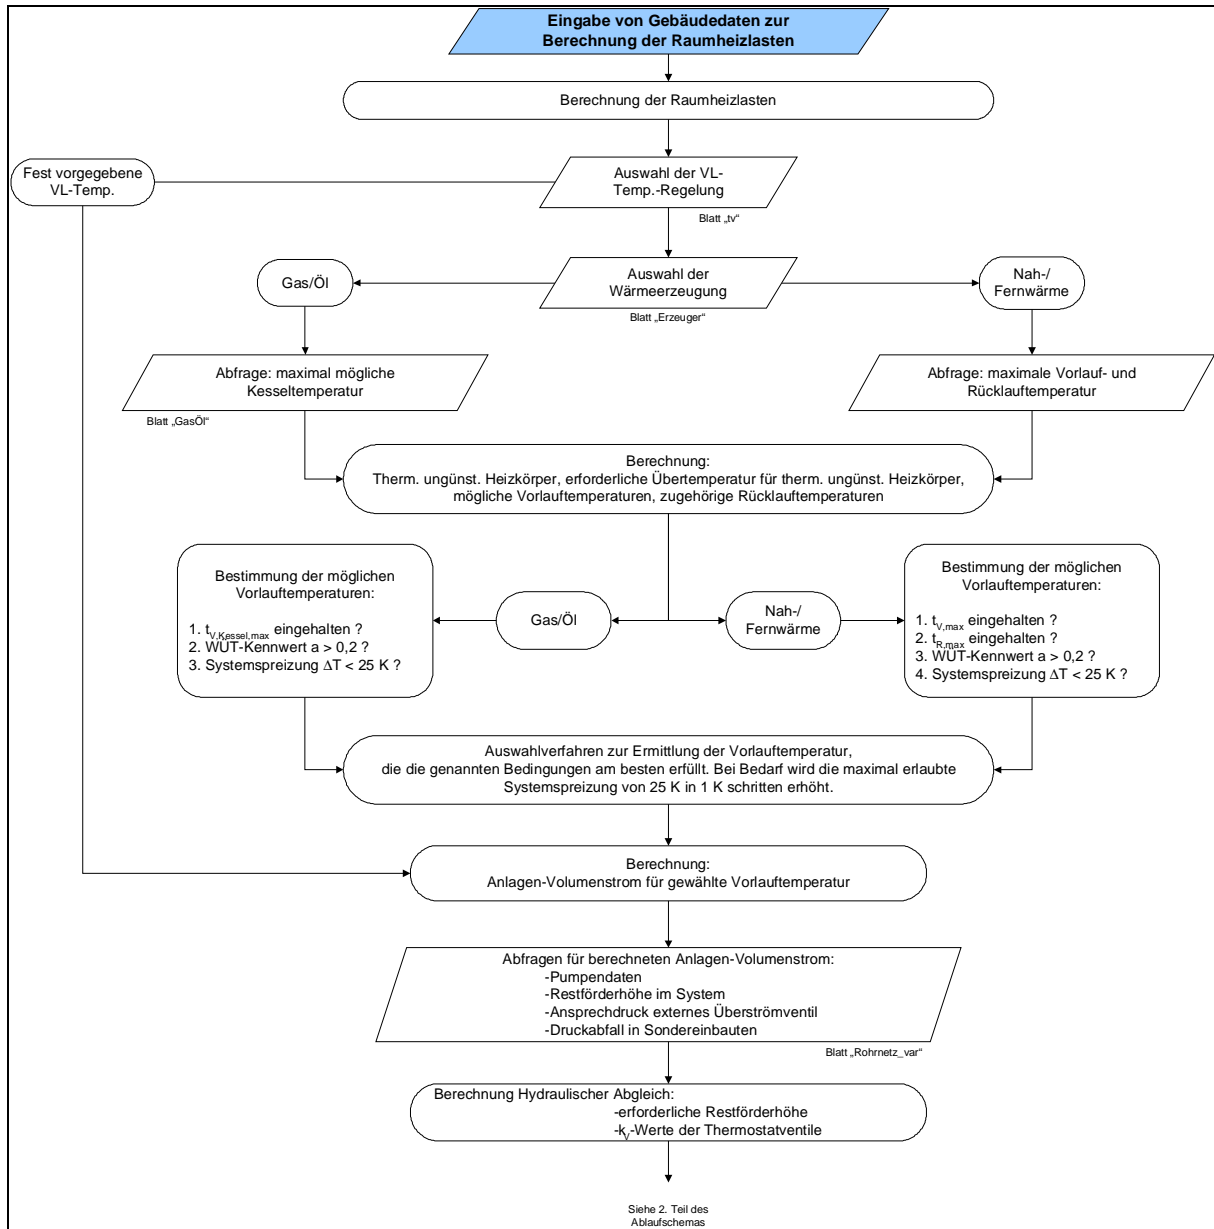 Eingabe von Gebäudedaten zur
Berechnung der Raumheizlasten
Berechnung der Raumheizlasten
Fest vorgegebene
VL-Temp.
Auswahl der VL-
Temp.-Regelung
Blatt „tv“
Gas/Öl
Auswahl der
Wärmeerzeugung
Nah-/
Fernwärme
Blatt „Erzeuger“
Abfrage: maximal mögliche
Kesseltemperatur
Abfrage: maximale Vorlauf- und
Rücklauftemperatur
Blatt „GasÖl“
Berechnung:
Therm. ungünst. Heizkörper, erforderliche Übertemperatur für therm. ungünst. Heizkörper,
mögliche Vorlauftemperaturen, zugehörige Rücklauftemperaturen
Bestimmung der möglichen
Vorlauftemperaturen:
1. tV,Kessel,max eingehalten ?
2. WÜT-Kennwert a > 0,2 ?
3. Systemspreizung ΔT < 25 K ?
Gas/Öl
Nah-/
Fernwärme
Bestimmung der möglichen
Vorlauftemperaturen:
1. tV,max eingehalten ?
2. tR,max eingehalten ?
3. WÜT-Kennwert a > 0,2 ?
4. Systemspreizung ΔT < 25 K ?
Auswahlverfahren zur Ermittlung der Vorlauftemperatur,
die die genannten Bedingungen am besten erfüllt. Bei Bedarf wird die maximal erlaubte
Systemspreizung von 25 K in 1 K schritten erhöht.
Berechnung:
Anlagen-Volumenstrom für gewählte Vorlauftemperatur
Abfragen für berechneten Anlagen-Volumenstrom:
-Pumpendaten
-Restförderhöhe im System
-Ansprechdruck externes Überströmventil
-Druckabfall in Sondereinbauten
Blatt „Rohrnetz_var“
Berechnung Hydraulischer Abgleich:
-erforderliche Restförderhöhe
-kV-Werte der Thermostatventile
Siehe 2. Teil des
Ablaufschemas